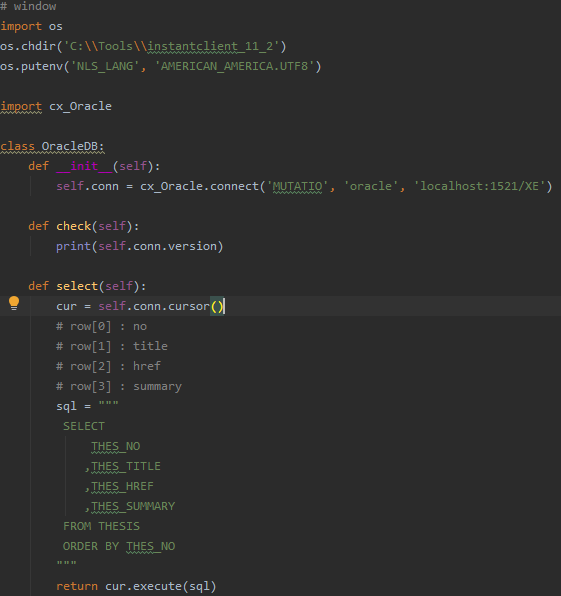 # window
import os
os.chdir('C:\\Tools\\instantclient_11_2')
os.putenv('NLS_LANG', 'AMERICAN_AMERICA.UTF8')
import cx_Oracle
class OracleDB:
def __init__(self):
self.conn = cx_Oracle.connect('MUTATIO', 'oracle', 'localhost:1521/XE')
def check(self):
print(self.conn.version)
def select(self):
cur = self.conn.cursor()
# row[0] : no
# row[1] : title
# row[2] : href
# row[3] : summary
sql = """
SELECT
THES_NO
,THES_TITLE
,THES_HREF
,THES_SUMMARY
FROM THESIS
ORDER BY THES_NO
"""
return cur.execute(sql)